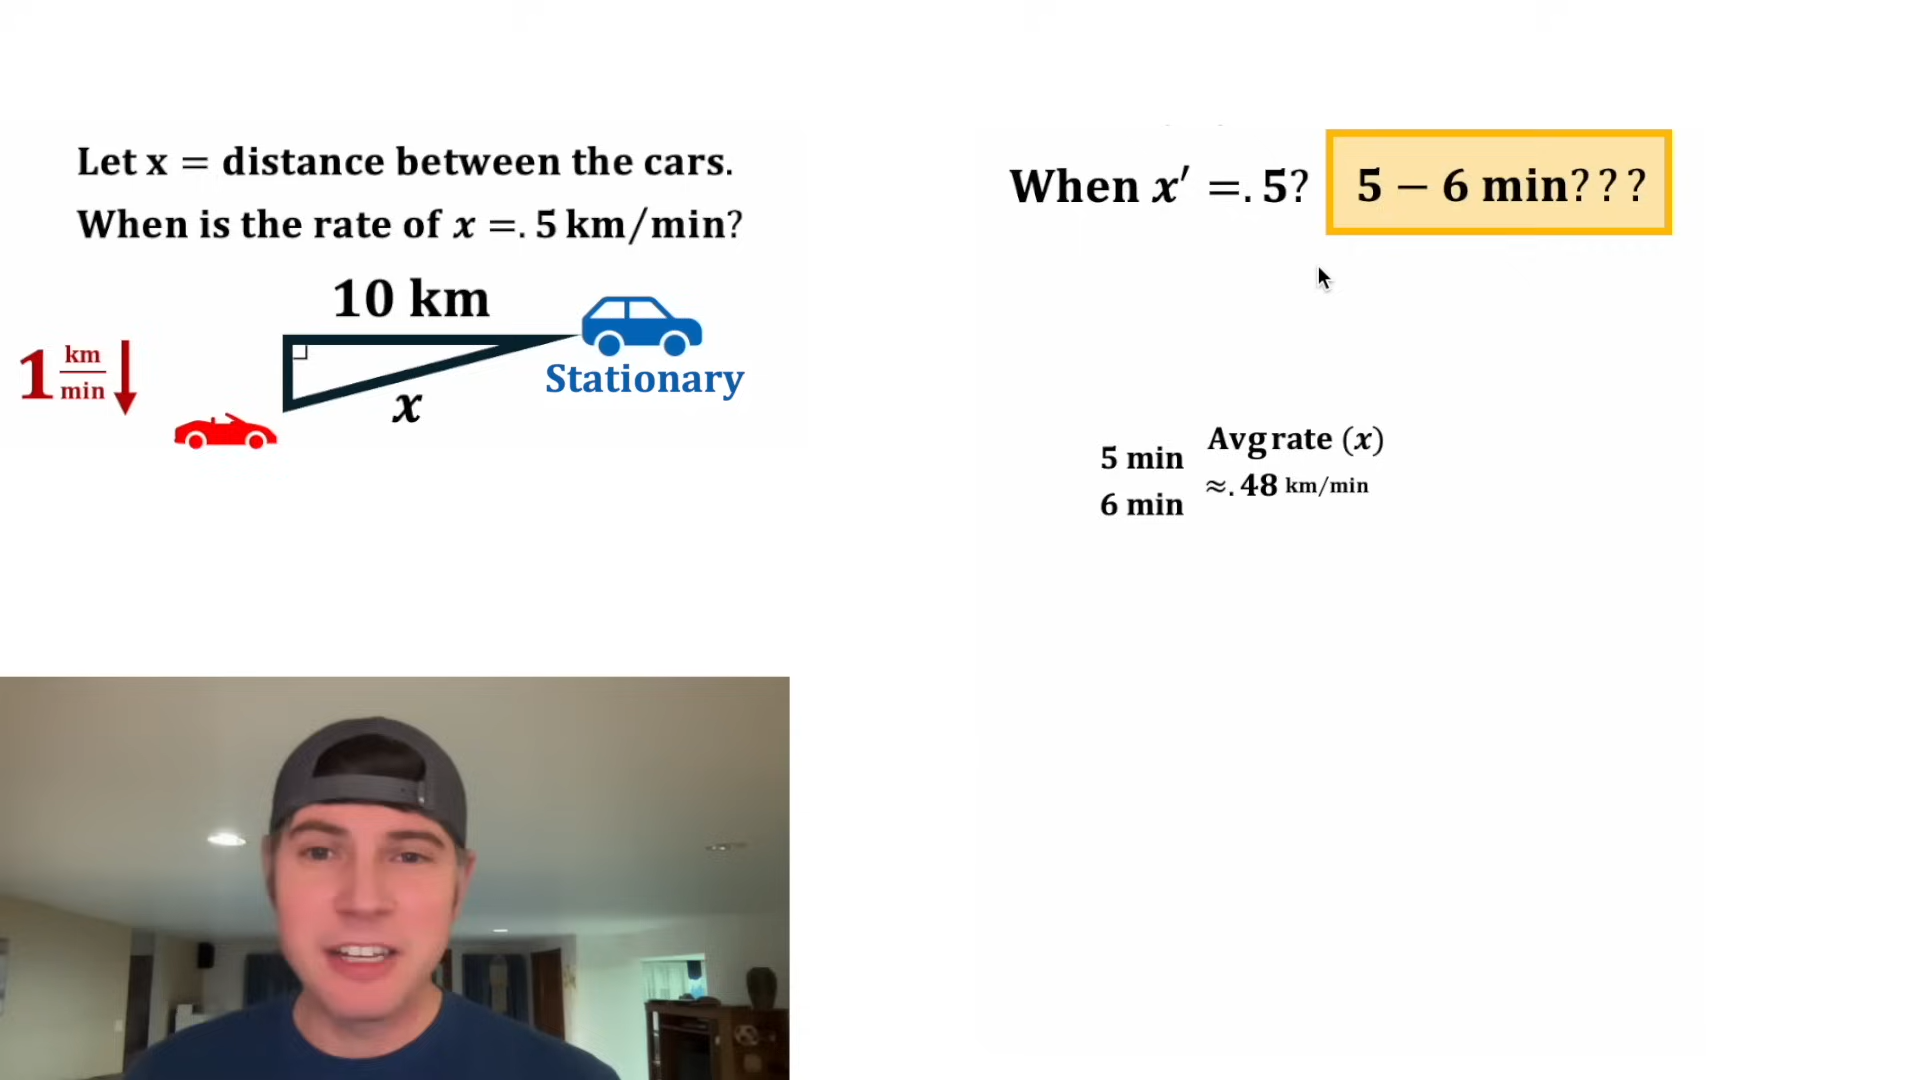 Let x = distance between the cars.
When is the rate of x =. 5 km/min?
10 km
1 km/min
Stationary
x
When x′ =. 5?
5 – 6 min???
5 min
6 min
Avg rate (x)
≈. 48 km/min